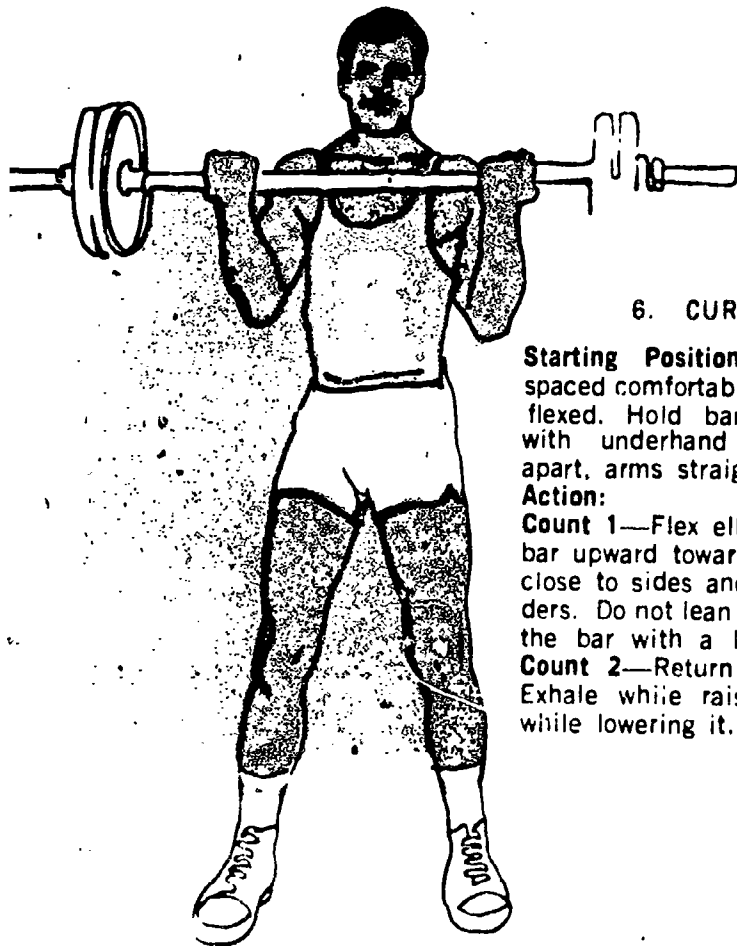 6. CUR
Starting Position
spaced comfortab
flexed. Hold bar
with underhand
apart, arms straig
Action:
Count 1—Flex el
bar upward towar
close to sides and
ders. Do not lean
the bar with a
Count 2—Return
Exhale while rais
while lowering it.